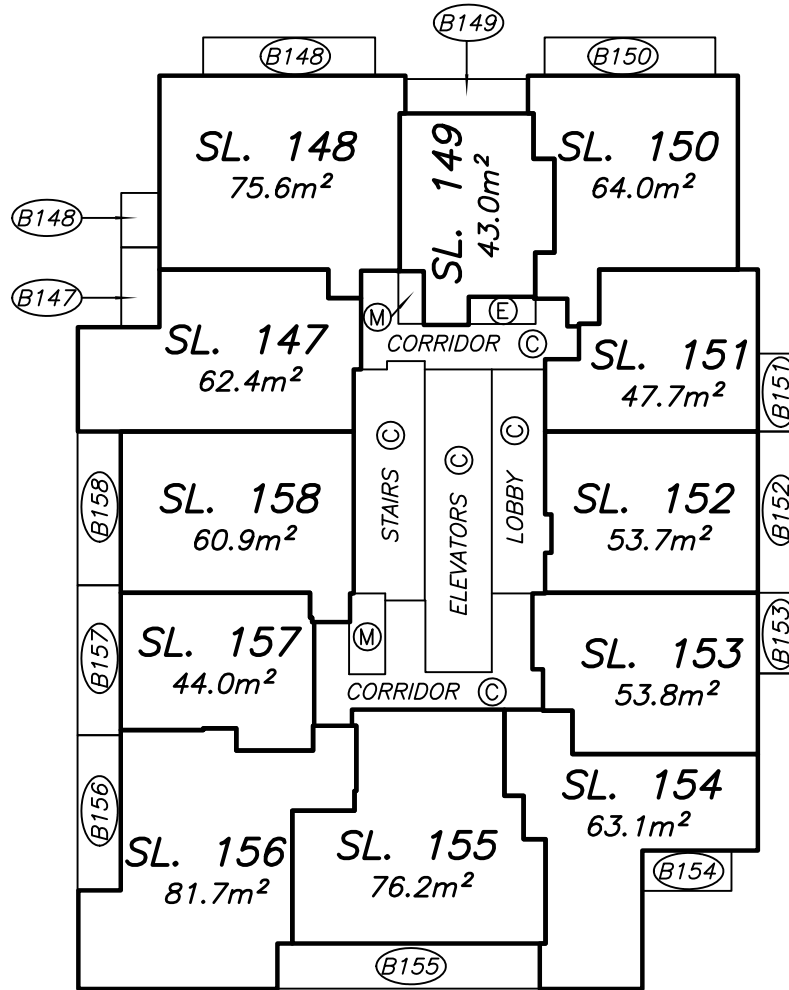 B149
B148
B150
SL. 148
75.6m²
SL. 149
43.0m²
SL. 150
64.0m²
B148
B147
M
E
CORRIDOR C
SL. 147
62.4m²
SL. 151
47.7m²
B151
STAIRS C
ELEVATORS C
LOBBY C
B158
SL. 158
60.9m²
SL. 152
53.7m²
B152
B157
SL. 157
44.0m²
M
SL. 153
53.8m²
B153
CORRIDOR C
B156
SL. 156
81.7m²
SL. 155
76.2m²
SL. 154
63.1m²
B154
B155